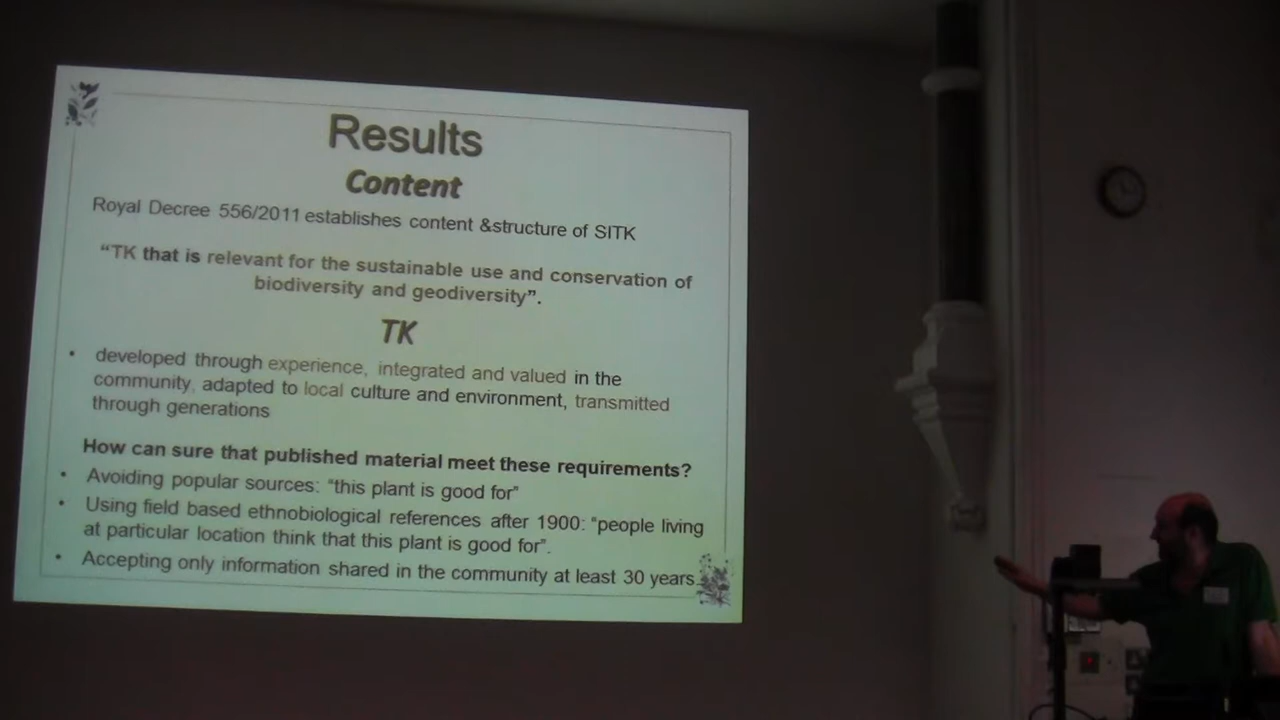 Results
Content
Royal Decree 556/2011 establishes content &structure of SITK
“TK that is relevant for the sustainable use and conservation of
biodiversity and geodiversity”.
TK
• developed through experience, integrated and valued in the
community, adapted to local culture and environment, transmitted
through generations
How can sure that published material meet these requirements?
• Avoiding popular sources: “this plant is good for”
• Using field based ethnobiological references after 1900: “people living
at particular location think that this plant is good for”.
• Accepting only information shared in the community at least 30 years.